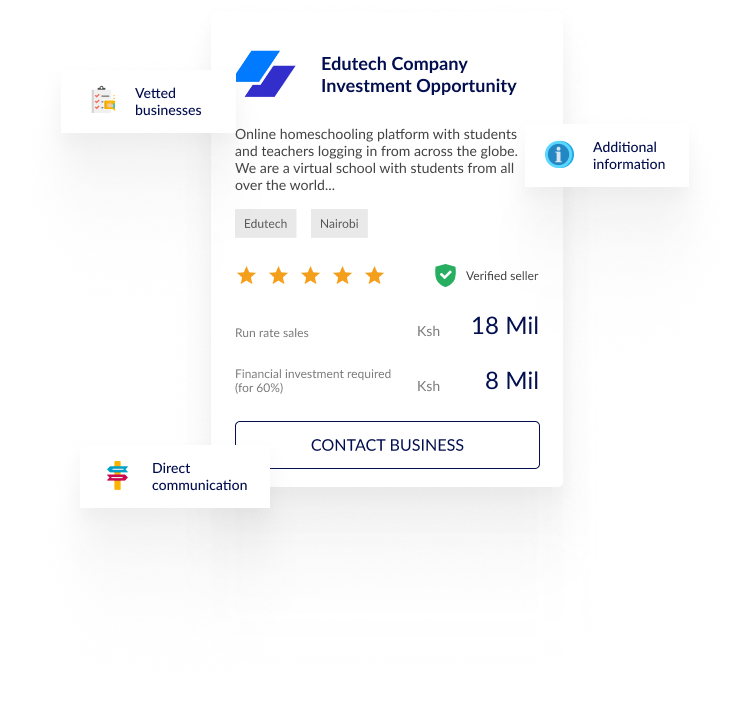 Edutech Company
Investment Opportunity
Vetted
businesses
Online homeschooling platform with students
and teachers logging in from across the globe.
We are a virtual school with students from all
over the world...
Additional
information
Edutech Nairobi
Verified seller
Run rate sales Ksh 18 Mil
Financial investment required
(for 60%) Ksh 8 Mil
CONTACT BUSINESS
Direct
communication